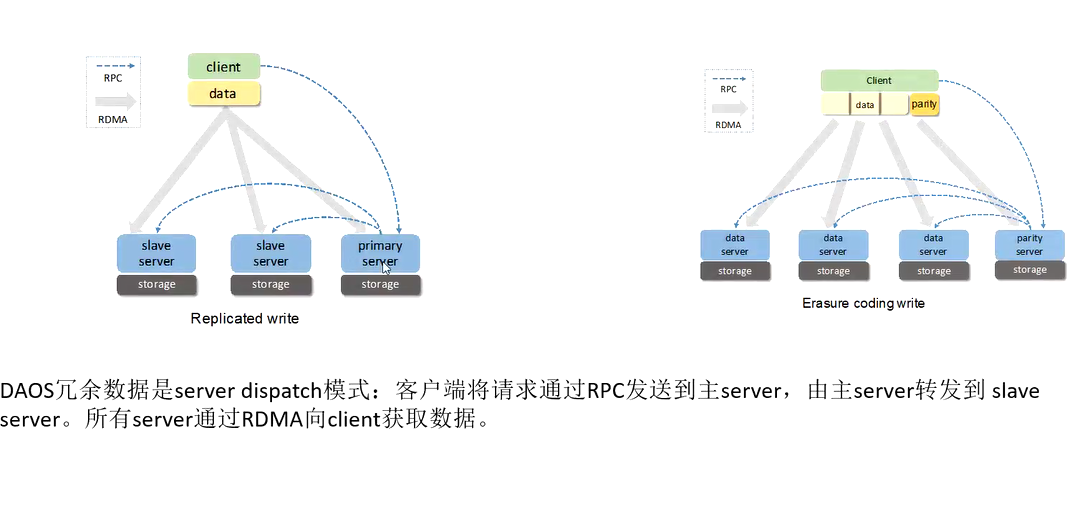 RPC
RDMA
client
data
slave
server
storage
slave
server
storage
primary
server
storage
Replicated write
RPC
RDMA
Client
data
parity
data
server
storage
data
server
storage
data
server
storage
parity
server
storage
Erasure coding write
DAOS冗余数据是server dispatch模式：客户端将请求通过RPC发送到主server，由主server转发到 slave
server。所有server通过RDMA向client获取数据。